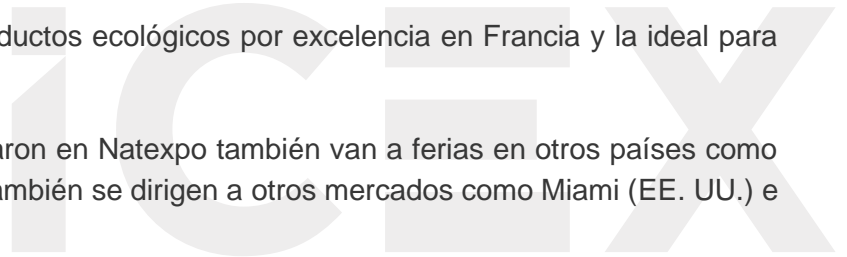 ductos ecológicos por excelencia en Francia y la ideal para
aron en Natexpo también van a ferias en otros países como
ambién se dirigen a otros mercados como Miami (EE. UU.) e
iCEX